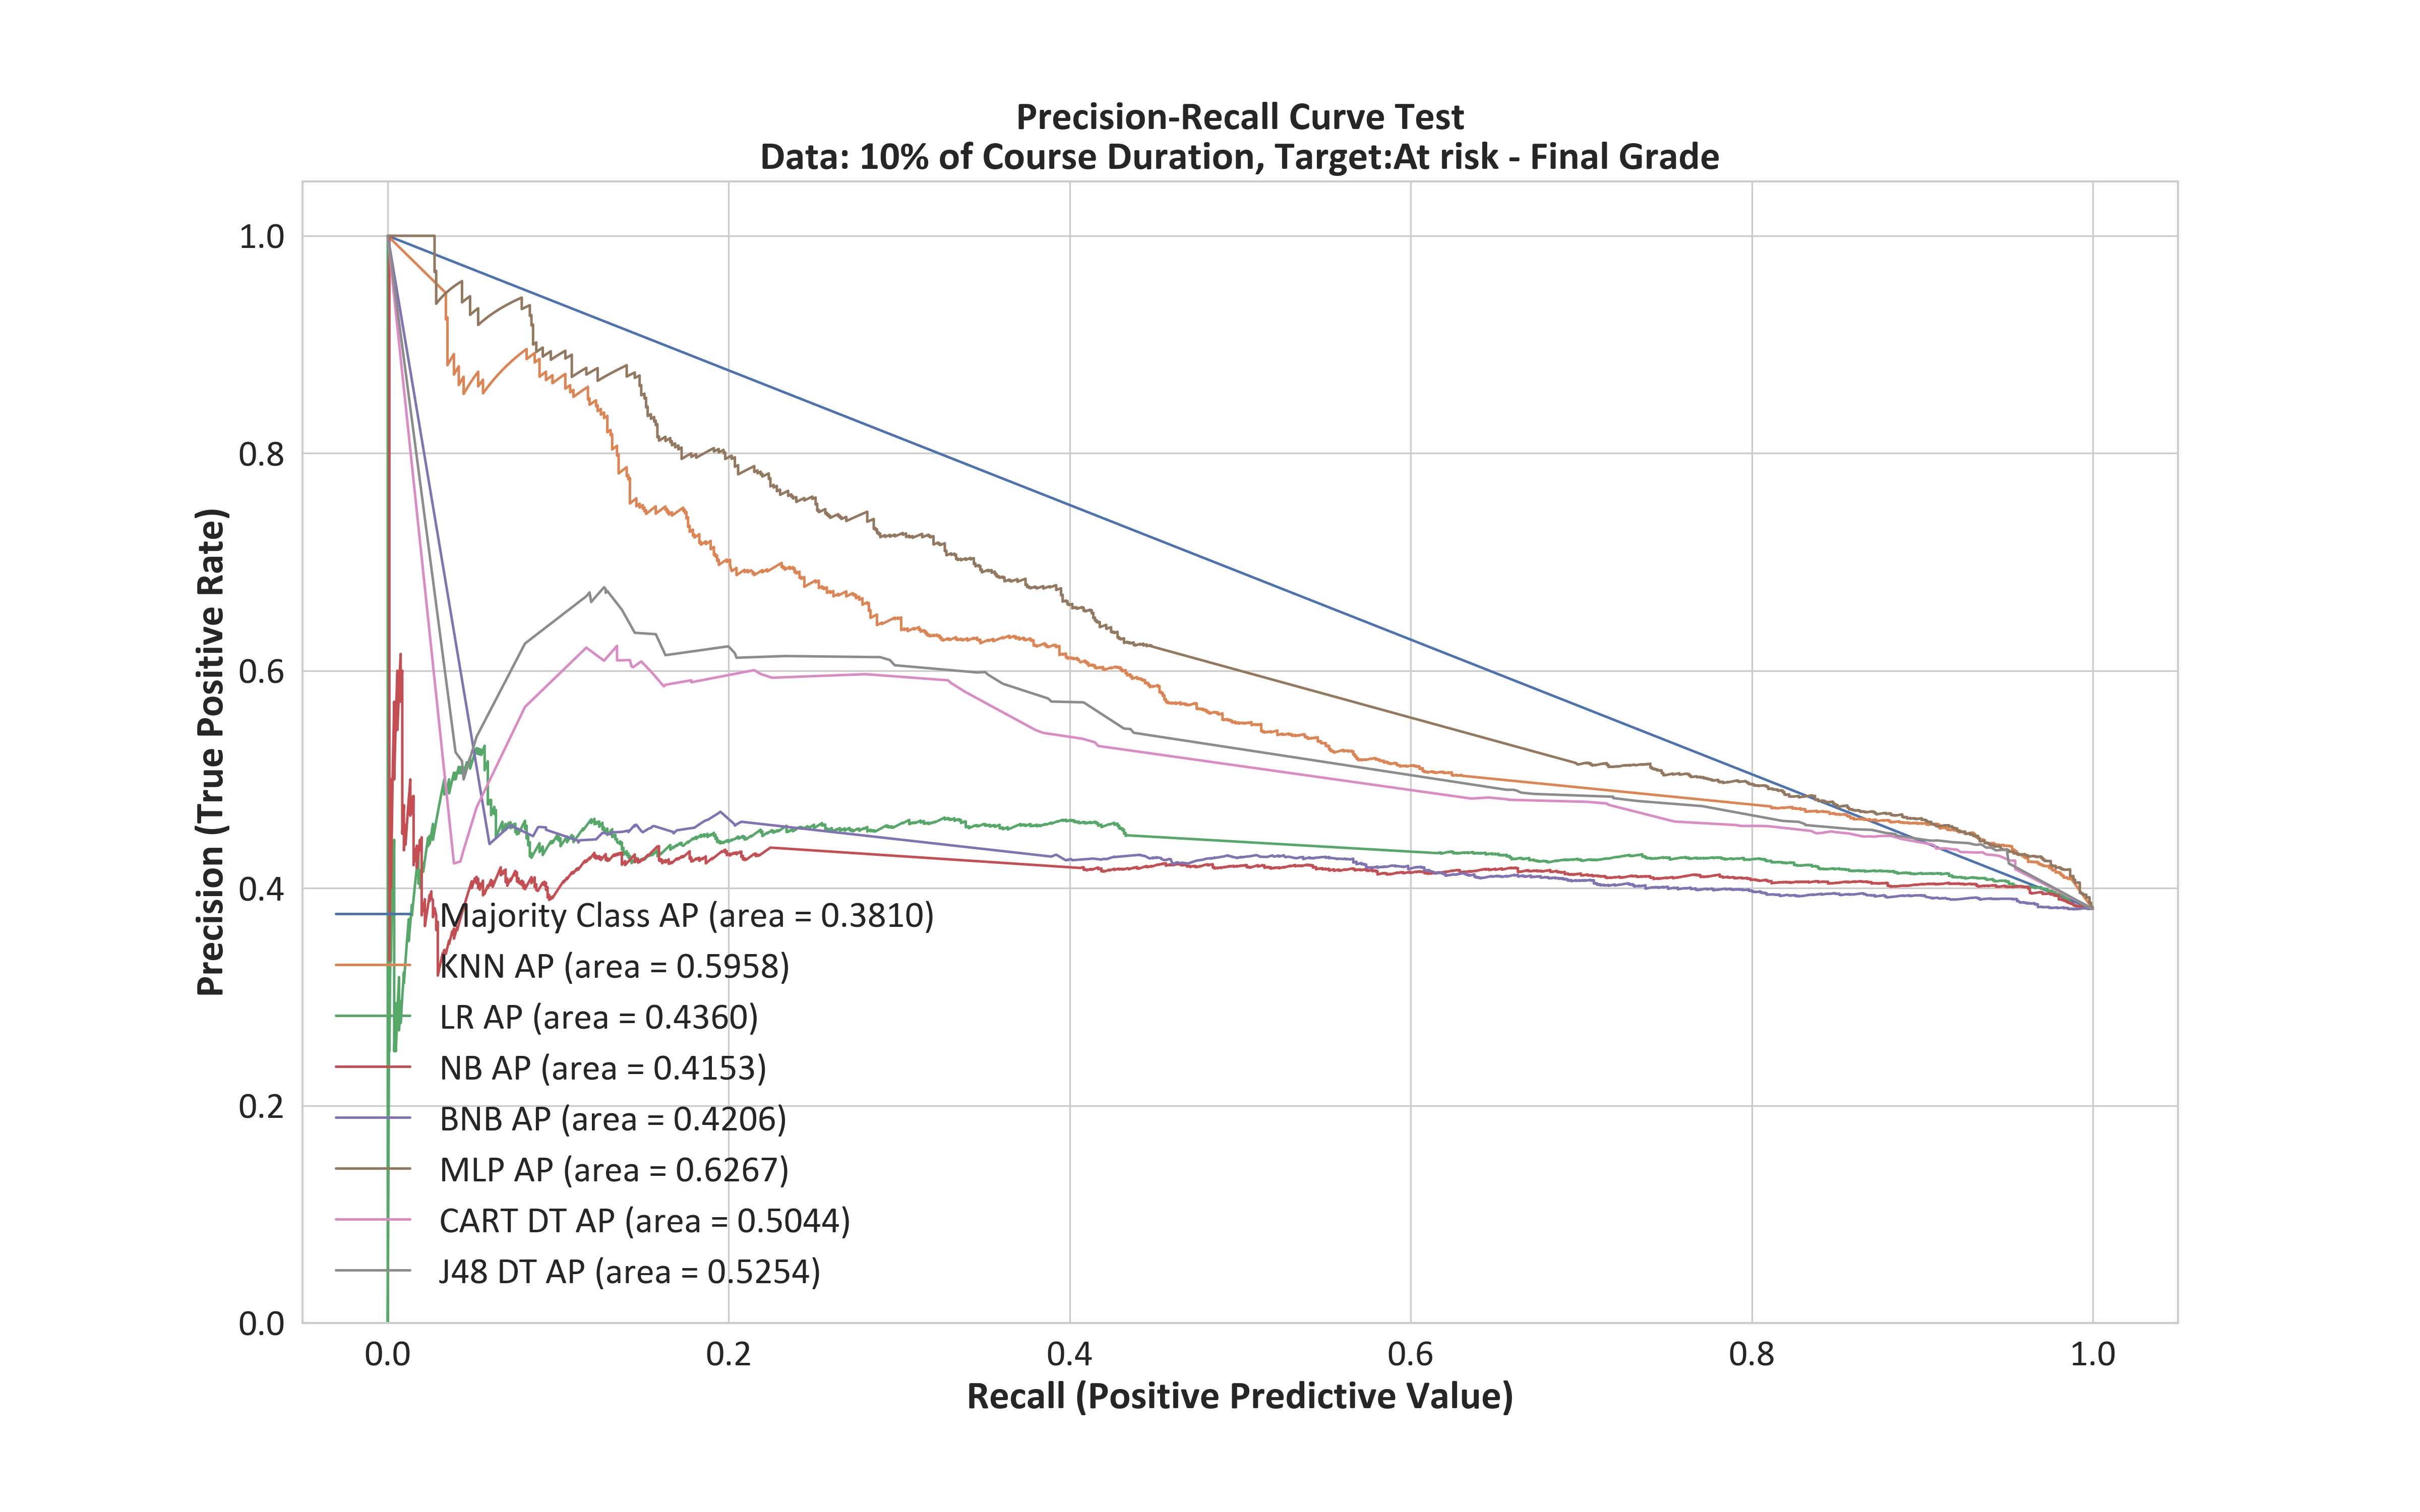 Precision-Recall Curve Test
Data: 10% of Course Duration, Target:At risk - Final Grade
Precision (True Positive Rate)
1.0
0.8
0.6
0.4
0.2
0.0
Majority Class AP (area = 0.3810)
KNN AP (area = 0.5958)
LR AP (area = 0.4360)
NB AP (area = 0.4153)
BNB AP (area = 0.4206)
MLP AP (area = 0.6267)
CART DT AP (area = 0.5044)
J48 DT AP (area = 0.5254)
0.0 0.2 0.4 0.6 0.8 1.0
Recall (Positive Predictive Value)